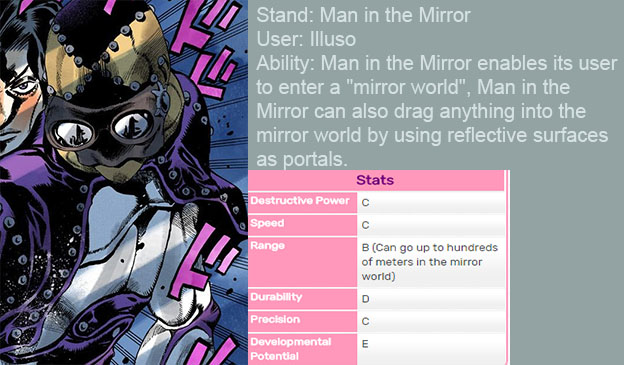 Stand: Man in the Mirror
User: Illuso
Ability: Man in the Mirror enables its user
to enter a "mirror world", Man in the
Mirror can also drag anything into the
mirror world by using reflective surfaces
as portals.
Stats
Destructive Power C
Speed C
Range B (Can go up to hundreds
of meters in the mirror
world)
Durability D
Precision C
Developmental
Potential E